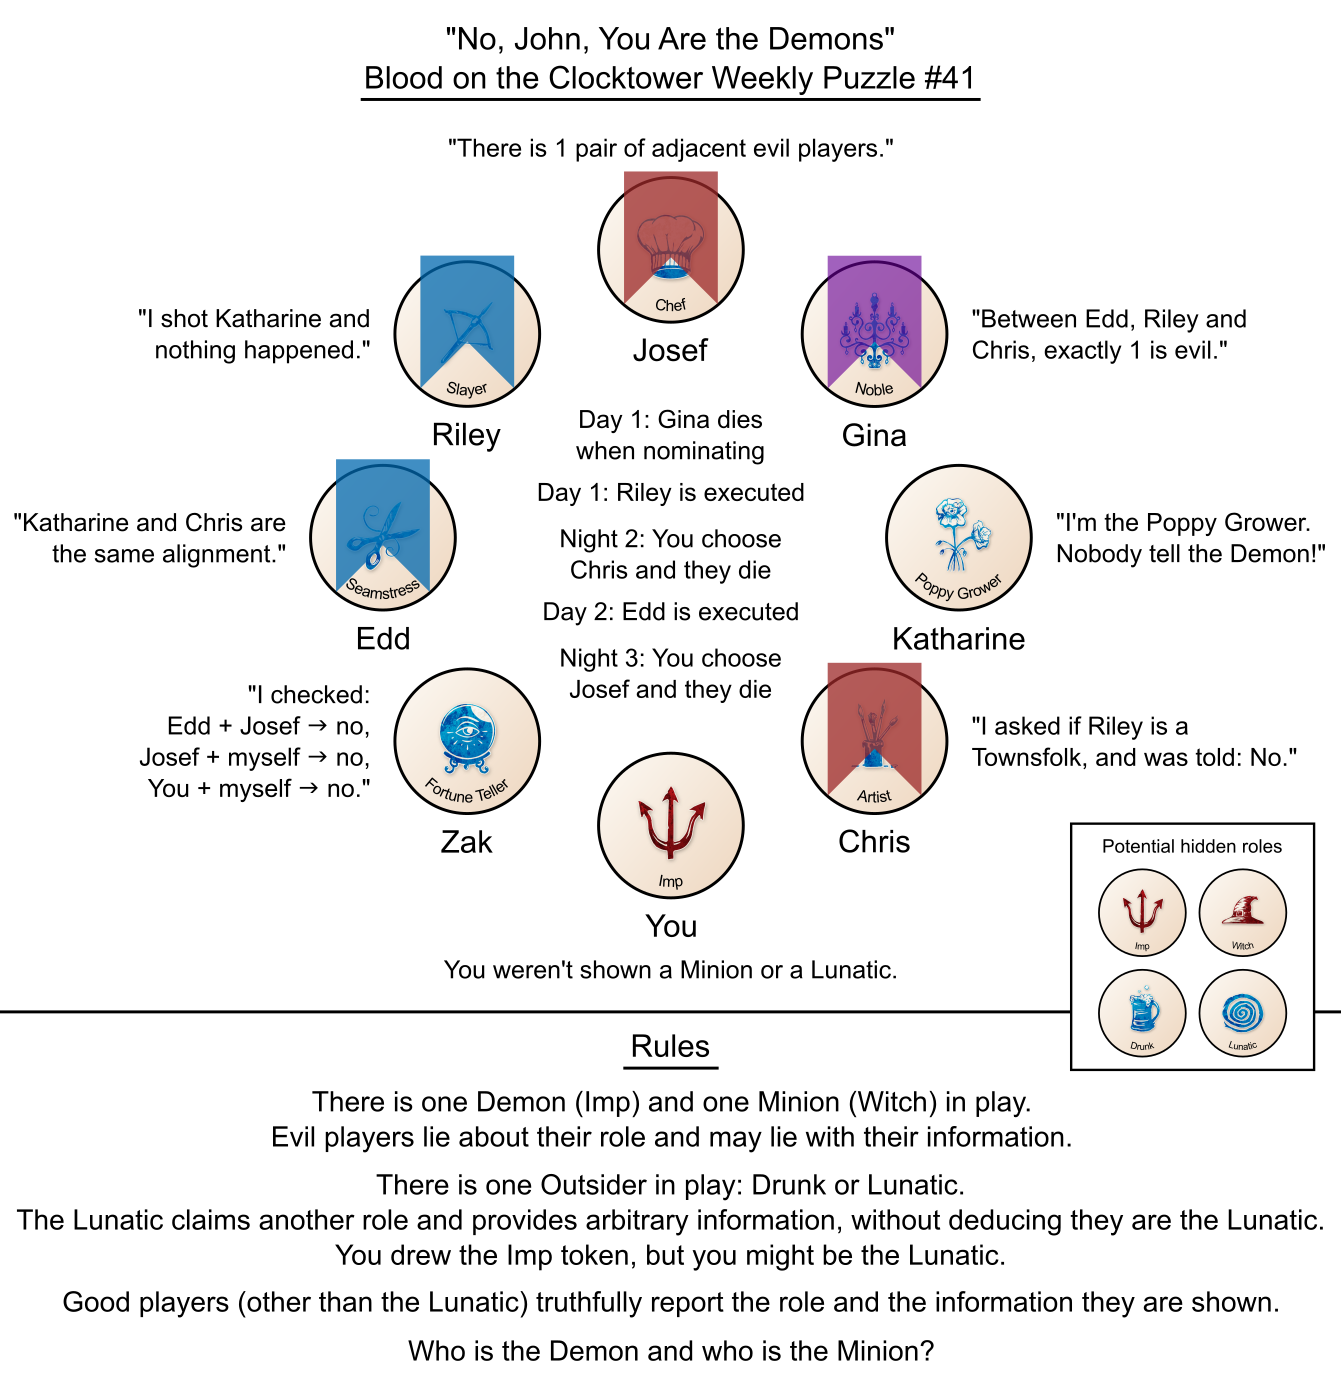 "No, John, You Are the Demons"
Blood on the Clocktower Weekly Puzzle #41
"There is 1 pair of adjacent evil players."
Chef
Josef
"I shot Katharine and
nothing happened."
Slayer
Riley
Noble
Gina
"Between Edd, Riley and
Chris, exactly 1 is evil."
Day 1: Gina dies
when nominating
Day 1: Riley is executed
Night 2: You choose
Chris and they die
Day 2: Edd is executed
Night 3: You choose
Josef and they die
"Katharine and Chris are
the same alignment."
Seamstress
Edd
Poppy Grower
Katharine
"I'm the Poppy Grower.
Nobody tell the Demon!"
"I checked:
Edd + Josef → no,
Josef + myself → no,
You + myself → no."
Fortune Teller
Zak
Imp
You
Artist
Chris
"I asked if Riley is a
Townsfolk, and was told: No."
You weren't shown a Minion or a Lunatic.
Potential hidden roles
Imp
Witch
Drunk
Lunatic
Rules
There is one Demon (Imp) and one Minion (Witch) in play.
Evil players lie about their role and may lie with their information.
There is one Outsider in play: Drunk or Lunatic.
The Lunatic claims another role and provides arbitrary information, without deducing they are the Lunatic.
You drew the Imp token, but you might be the Lunatic.
Good players (other than the Lunatic) truthfully report the role and the information they are shown.
Who is the Demon and who is the Minion?